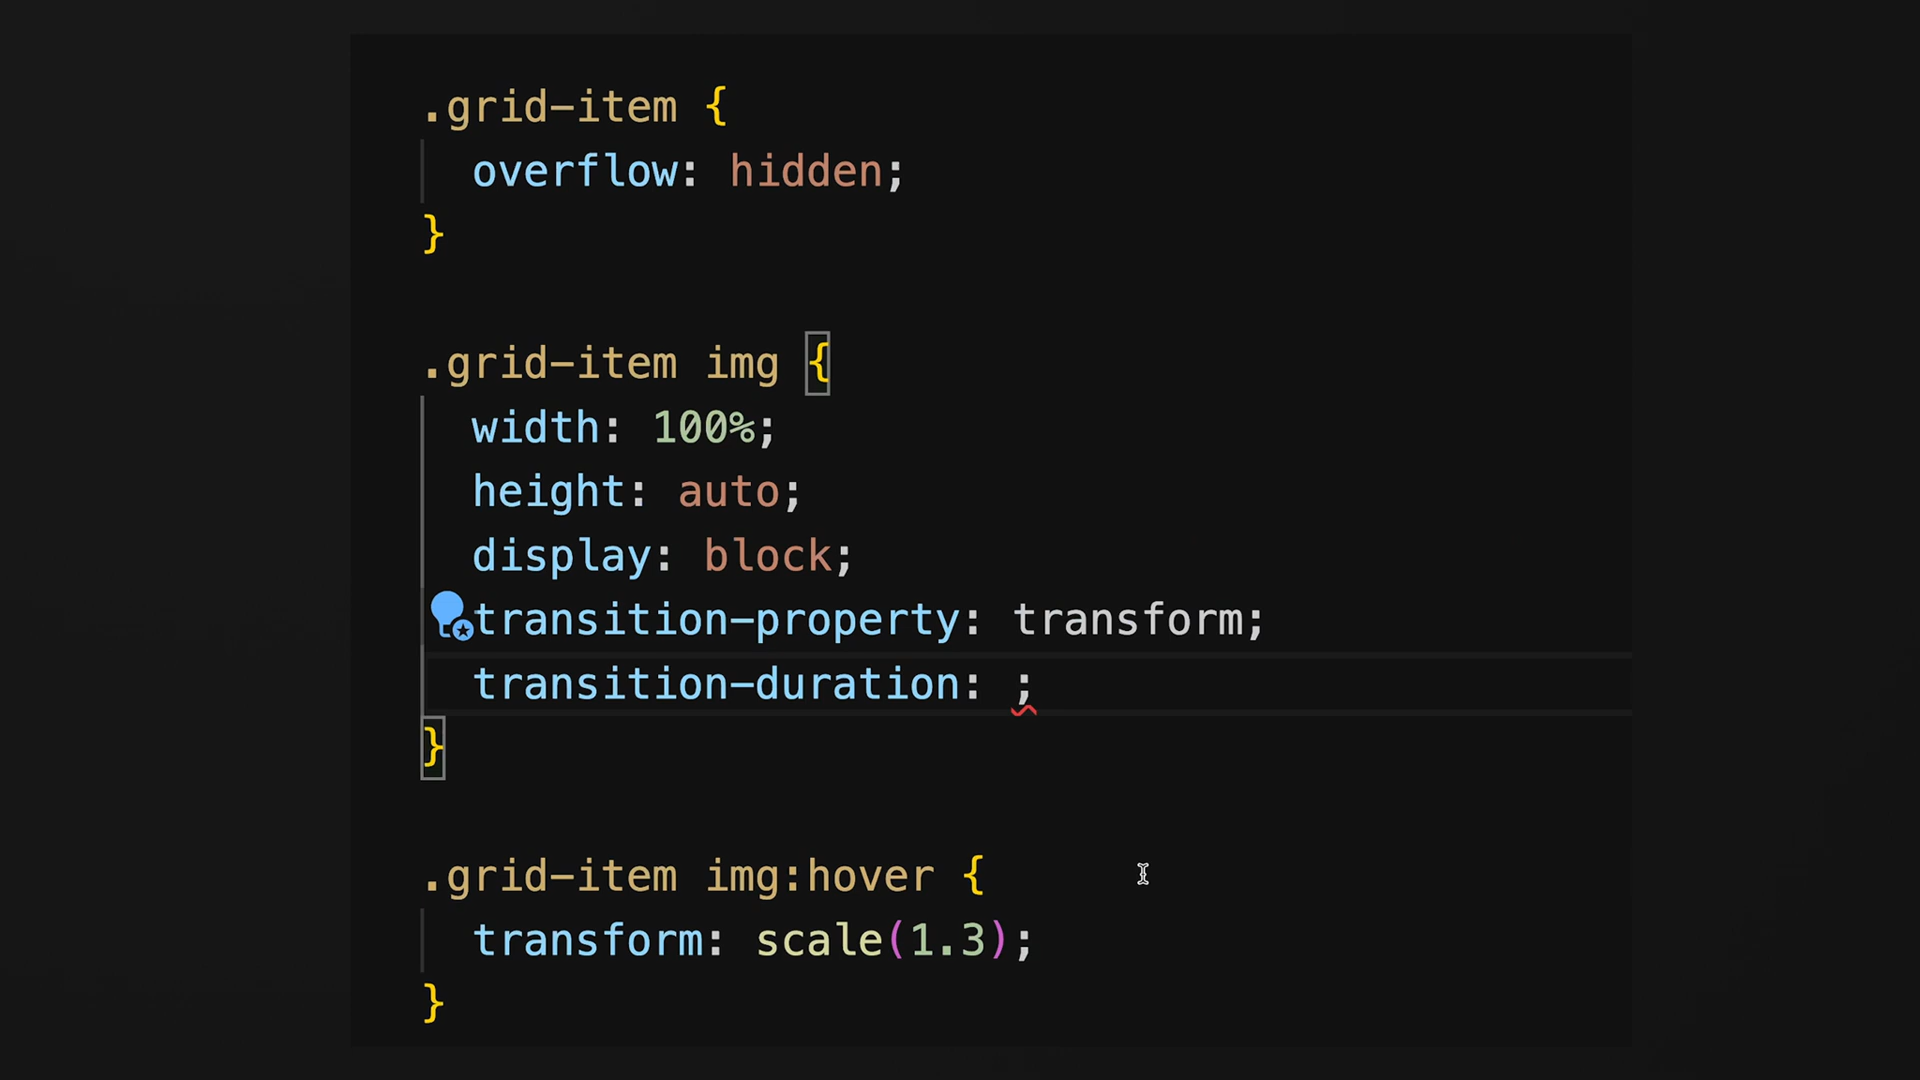 .grid-item {
overflow: hidden;
}
.grid-item img {
width: 100%;
height: auto;
display: block;
transition-property: transform;
transition-duration: ;
}
.grid-item img:hover {
transform: scale(1.3);
}